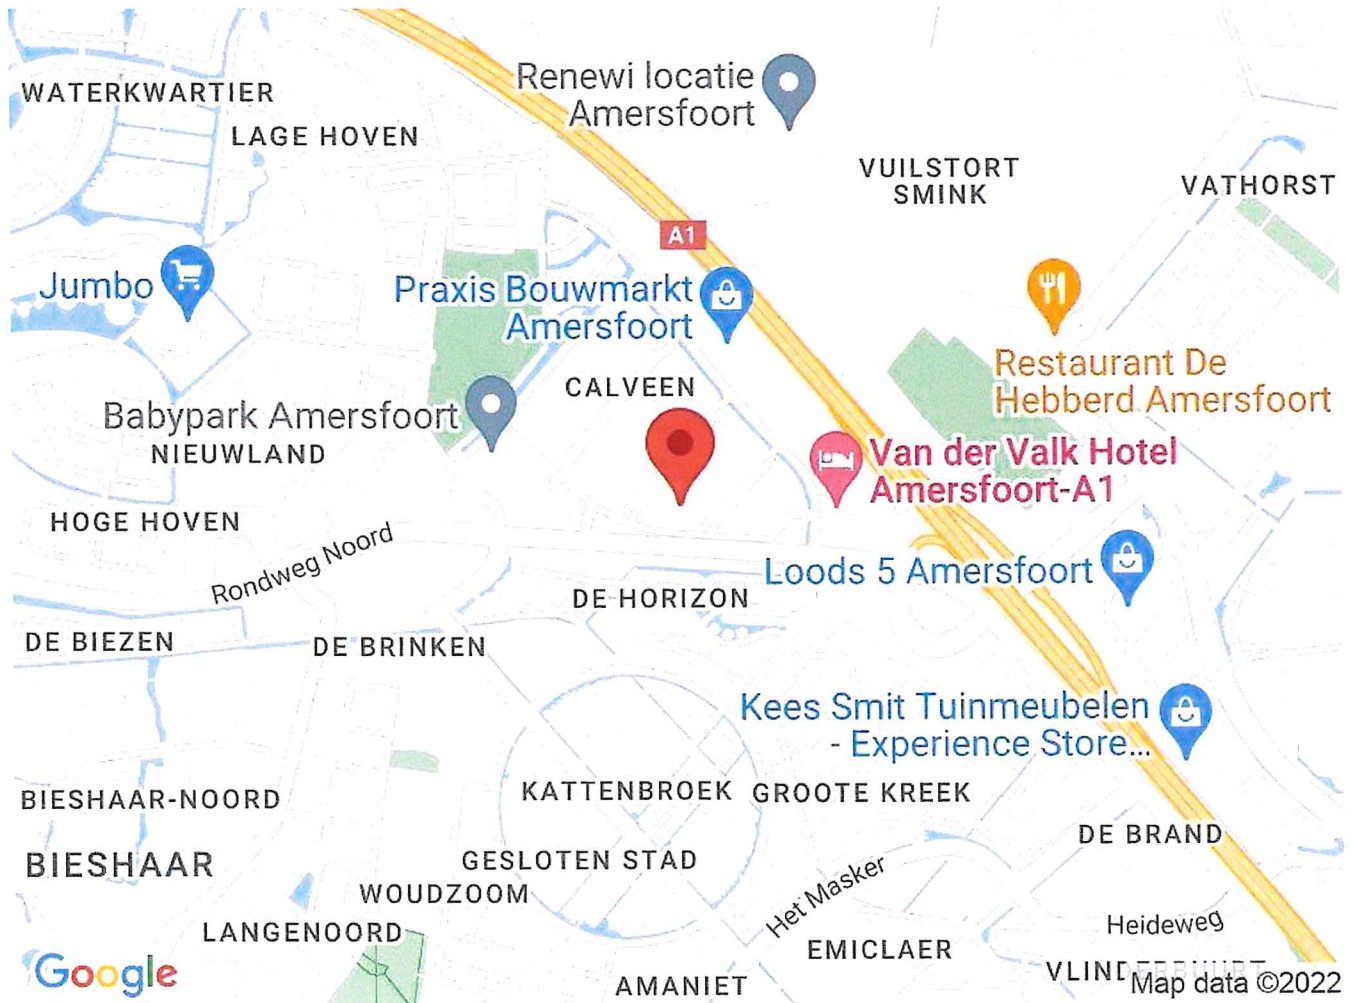 Renewi locatie
Amersfoort
WATERKWARTIER
LAGE HOVEN
VUILSTORT
SMINK
VATHORST
A1
Jumbo
Praxis Bouwmarkt
Amersfoort
Restaurant De
Hebberd Amersfoort
CALVEEN
Babypark Amersfoort
NIEUWLAND
Van der Valk Hotel
Amersfoort-A1
HOGE HOVEN
Rondweg Noord
Loods 5 Amersfoort
DE HORIZON
DE BIEZEN
DE BRINKEN
Kees Smit Tuinmeubelen
- Experience Store...
KATTENBROEK
GROOTE KREEK
BIESHAAR-NOORD
DE BRAND
BIESHAAR
GESLOTEN STAD
WOUDZOOM
Het Masker
LANGENOORD
Heideweg
EMICLAER
Google
AMANIET
VLINDERBUURT
Map data ©2022